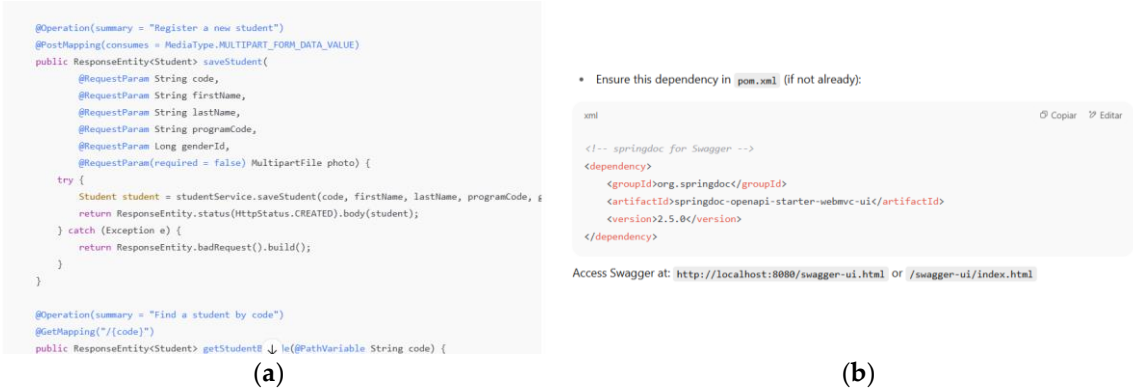 @Operation(summary = "Register a new student")
@PostMapping(consumes = MediaType.MULTIPART_FORM_DATA_VALUE)
public ResponseEntity<Student> saveStudent(
@RequestParam String code,
@RequestParam String firstName,
@RequestParam String lastName,
@RequestParam String programCode,
@RequestParam Long genderId,
@RequestParam(required = false) MultipartFile photo) {
try {
Student student = studentService.saveStudent(code, firstName, lastName, programCode, g
return ResponseEntity.status(HttpStatus.CREATED).body(student);
} catch (Exception e) {
return ResponseEntity.badRequest().build();
}
}
@Operation(summary = "Find a student by code")
@GetMapping("/{code}")
public ResponseEntity<Student> (@PathVariable String code) {
(a)
• Ensure this dependency in pom.xml (if not already):
xml Copiar Editar
<!-- springdoc for Swagger -->
<dependency>
<groupId>org.springdoc</groupId>
<artifactId>springdoc-openapi-starter-webmvc-ui</artifactId>
<version>2.5.0</version>
</dependency>
Access Swagger at: http://localhost:8080/swagger-ui.html or /swagger-ui/index.html
(b)